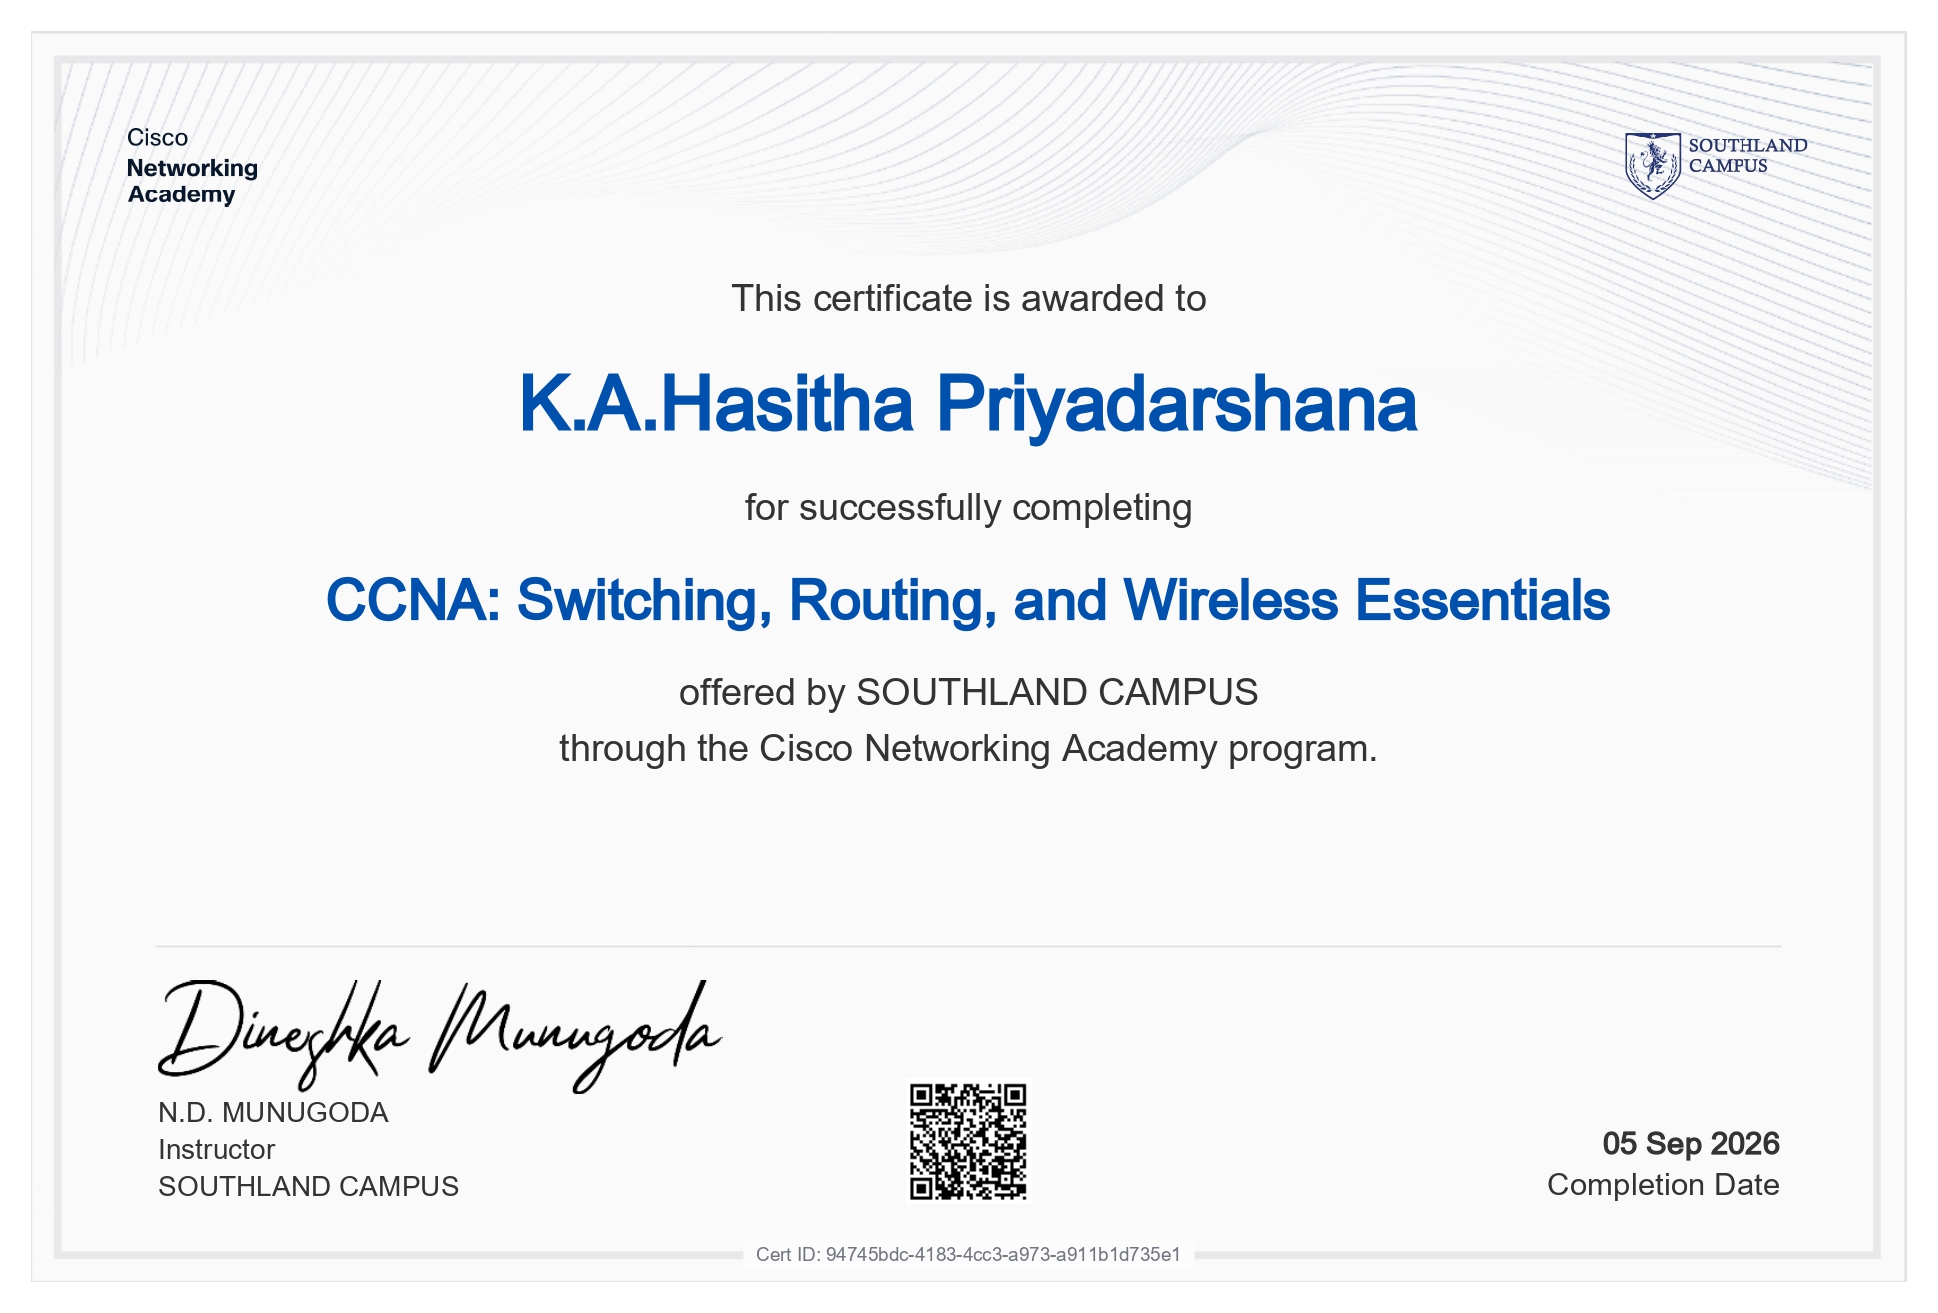 Cisco
Networking
Academy
SOUTHLAND
CAMPUS
This certificate is awarded to
K.A.Hasitha Priyadarshana
for successfully completing
CCNA: Switching, Routing, and Wireless Essentials
offered by SOUTHLAND CAMPUS
through the Cisco Networking Academy program.
Dineshka Munugoda
N.D. MUNUGODA
Instructor
SOUTHLAND CAMPUS
05 Sep 2026
Completion Date
Cert ID: 94745bdc-4183-4cc3-a973-a911b1d735e1